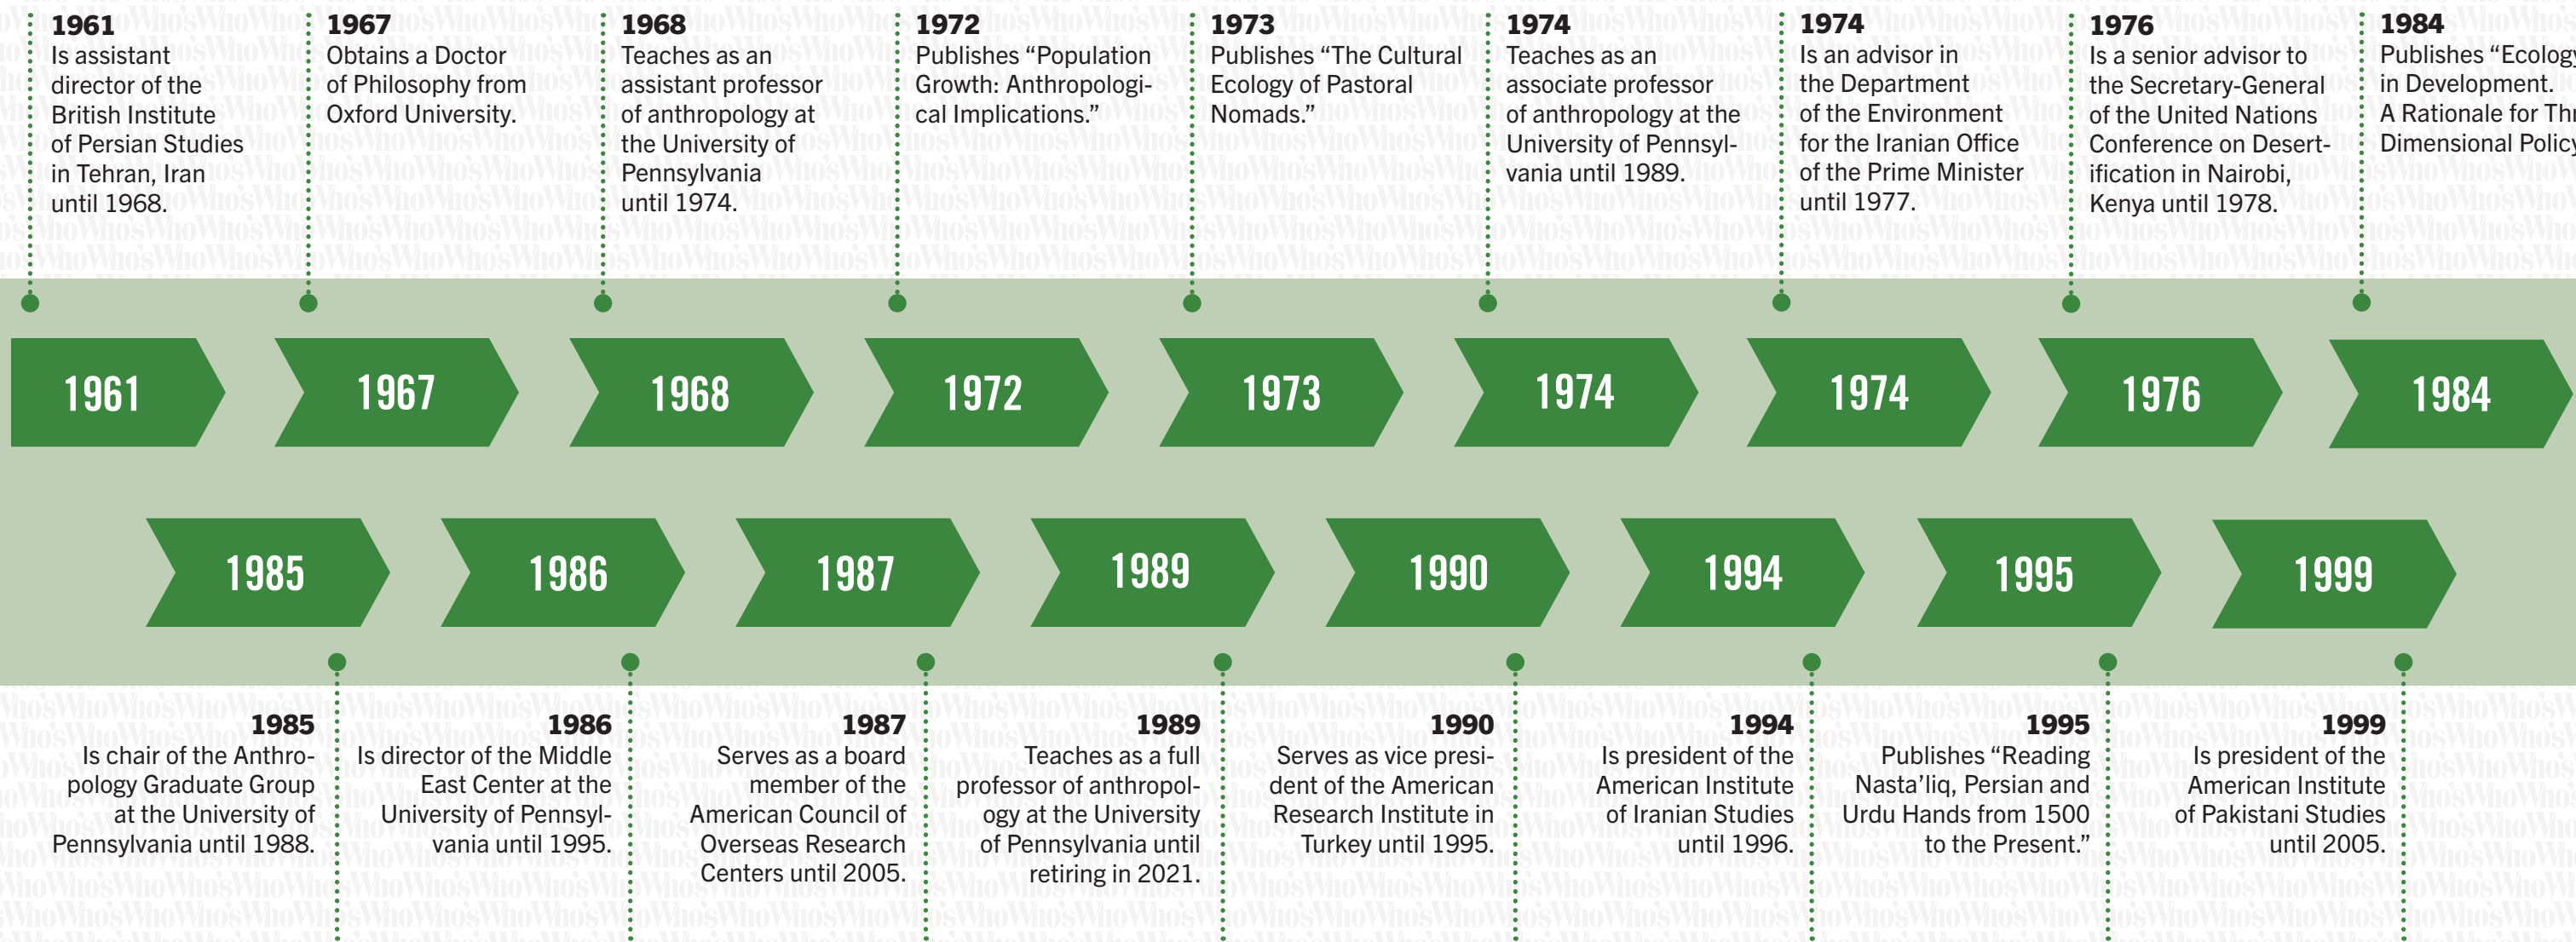 1961
Is assistant
director of the
British Institute
of Persian Studies
in Tehran, Iran
until 1968.
1967
Obtains a Doctor
of Philosophy from
Oxford University.
1968
Teaches as an
assistant professor
of anthropology at
the University of
Pennsylvania
until 1974.
1972
Publishes “Population
Growth: Anthropologi-
cal Implications.”
1973
Publishes “The Cultural
Ecology of Pastoral
Nomads.”
1974
Teaches as an
associate professor
of anthropology at the
University of Pennsyl-
vania until 1989.
1974
Is an advisor in
the Department
of the Environment
for the Iranian Office
of the Prime Minister
until 1977.
1976
Is a senior advisor to
the Secretary-General
of the United Nations
Conference on Desert-
ification in Nairobi,
Kenya until 1978.
1984
Publishes “Ecology
in Development.
A Rationale for
Dimensional Policy
1961
1967
1968
1972
1973
1974
1974
1976
1984
1985
1986
1987
1989
1990
1994
1995
1999
1985
Is chair of the Anthro-
pology Graduate Group
at the University of
Pennsylvania until 1988.
1986
Is director of the Middle
East Center at the
University of Pennsyl-
vania until 1995.
1987
Serves as a board
member of the
American Council of
Overseas Research
Centers until 2005.
1989
Teaches as a full
professor of anthropol-
ogy at the University
of Pennsylvania until
retiring in 2021.
1990
Serves as vice presi-
dent of the American
Research Institute in
Turkey until 1995.
1994
Is president of the
American Institute
of Iranian Studies
until 1996.
1995
Publishes “Reading
Nasta’liq, Persian and
Urdu Hands from 1500
to the Present.”
1999
Is president of the
American Institute
of Pakistani Studies
until 2005.